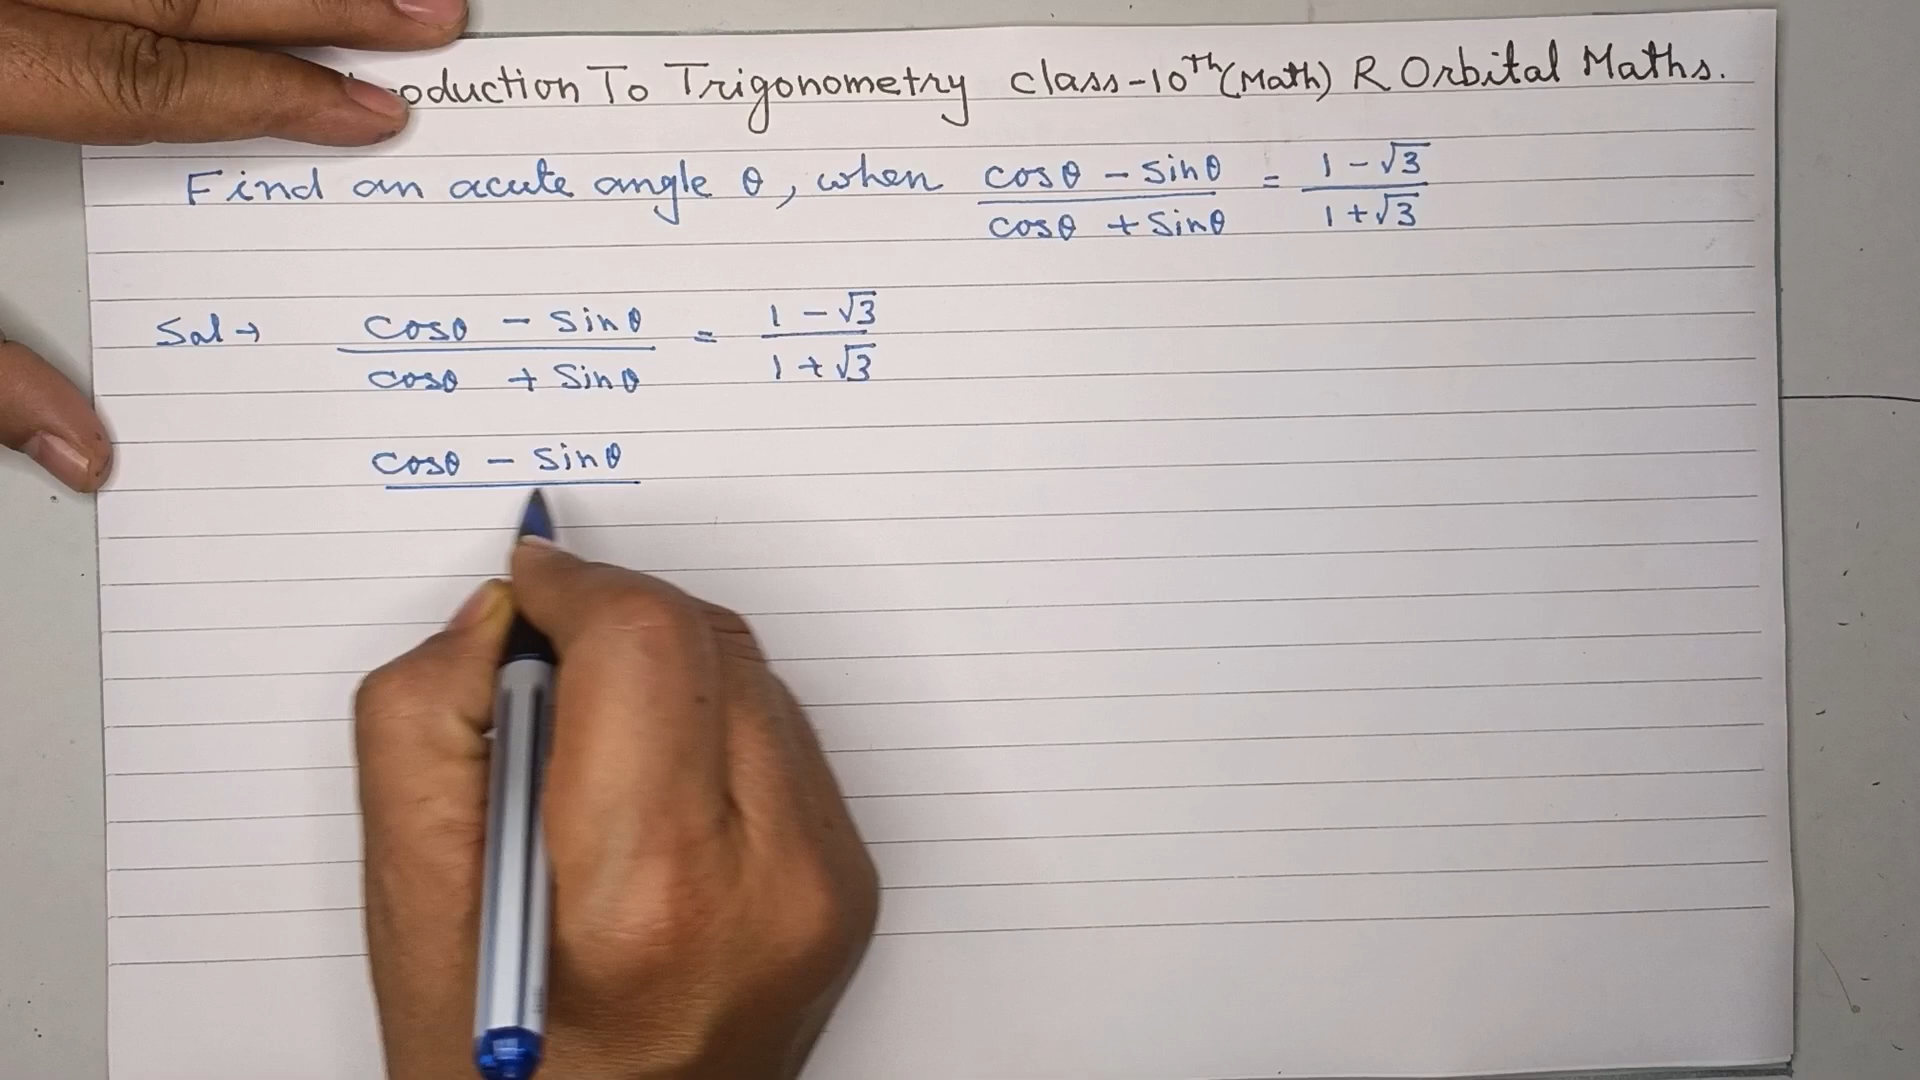 oduction To Trigonometry class-10th (Math) R Orbital Maths.
Find an acute angle θ, when (cosθ - sinθ)/(cosθ + sinθ) = (1 - √3)/(1 + √3)
Sol → (cosθ - sinθ)/(cosθ + sinθ) = (1 - √3)/(1 + √3)
cosθ - sinθ